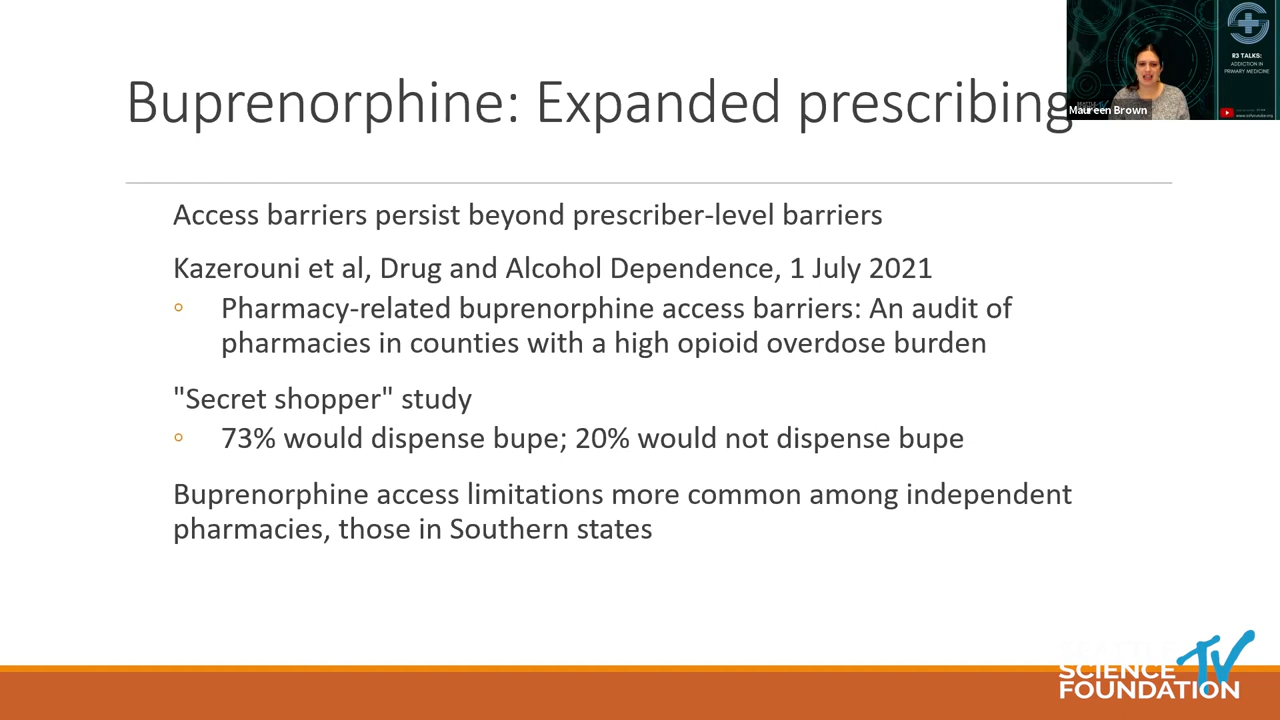 Buprenorphine: Expanded prescribing
R3 TALKS:
ADDICTION IN
PRIMARY MEDICINE
Maureen Brown
Access barriers persist beyond prescriber-level barriers
Kazerouni et al, Drug and Alcohol Dependence, 1 July 2021
◦ Pharmacy-related buprenorphine access barriers: An audit of
pharmacies in counties with a high opioid overdose burden
"Secret shopper" study
◦ 73% would dispense bupe; 20% would not dispense bupe
Buprenorphine access limitations more common among independent
pharmacies, those in Southern states
SCIENCE TV
FOUNDATION